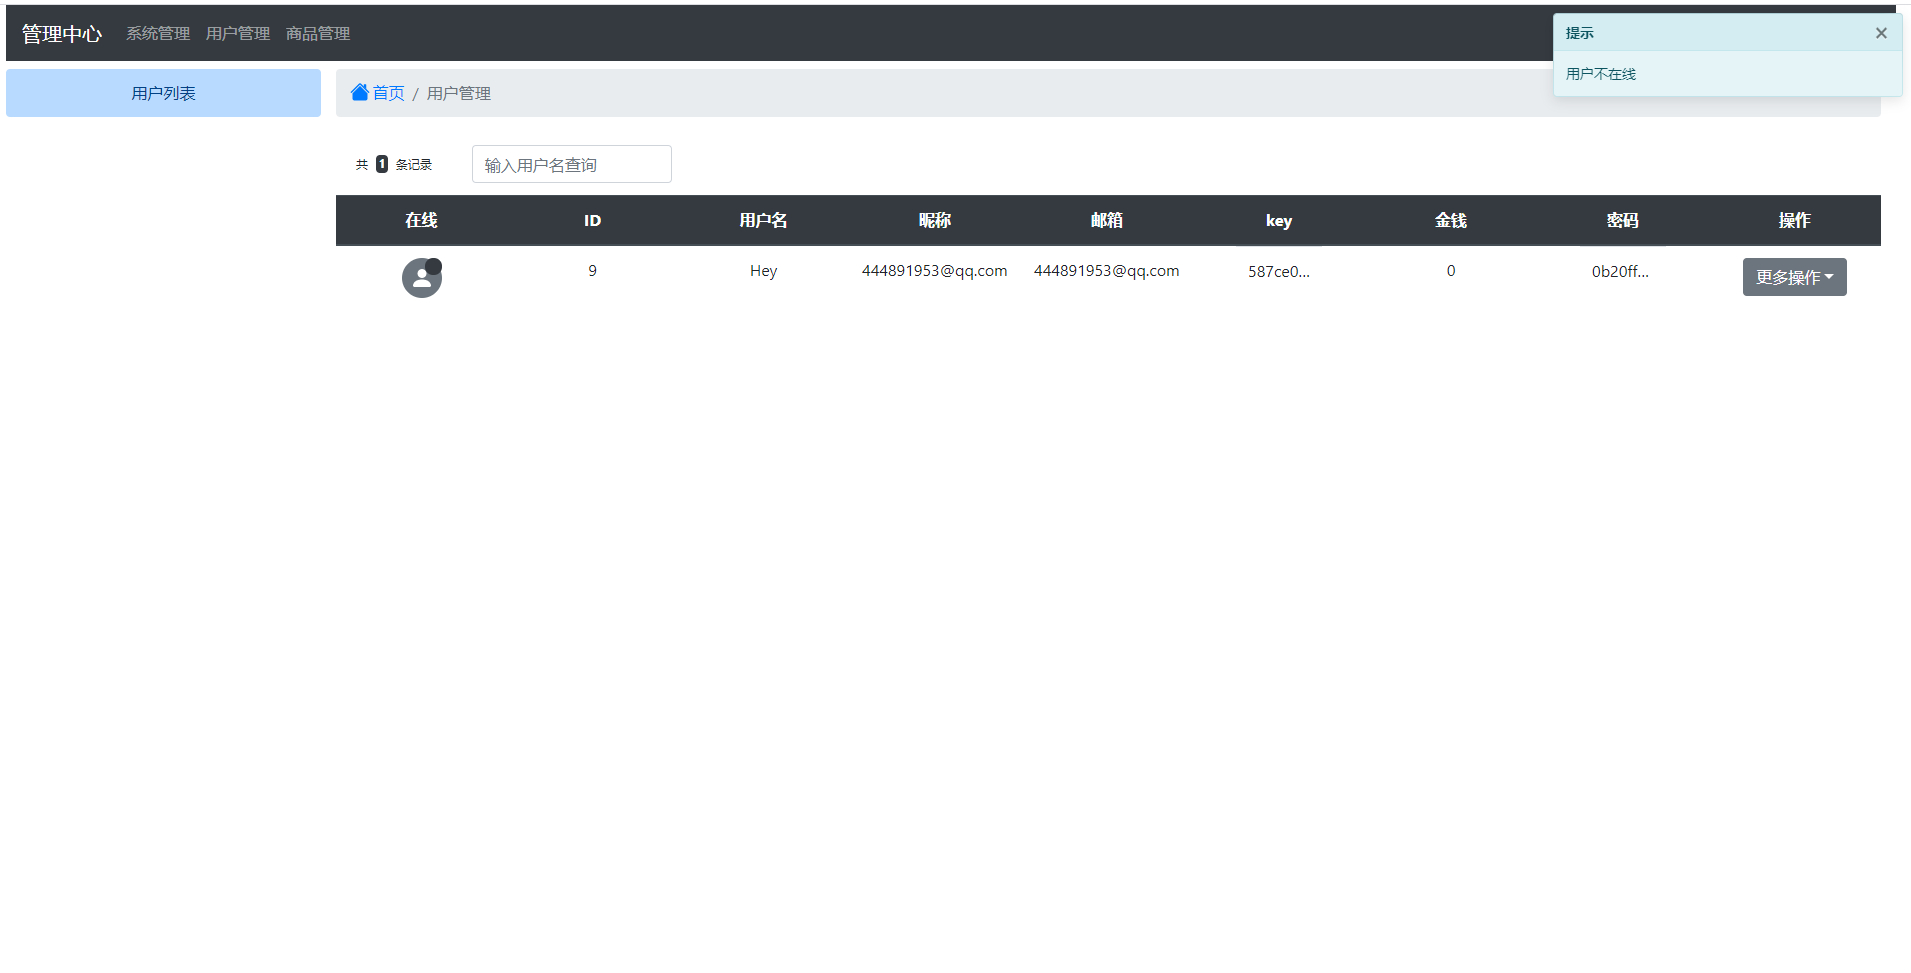 管理中心 系统管理 用户管理 商品管理
提示 ×
用户不在线
用户列表
首页 / 用户管理
共 1 条记录 输入用户名查询
在线 ID 用户名 昵称 邮箱 key 金钱 密码 操作
9 Hey 444891953@qq.com 444891953@qq.com 587ce0... 0 0b20ff... 更多操作